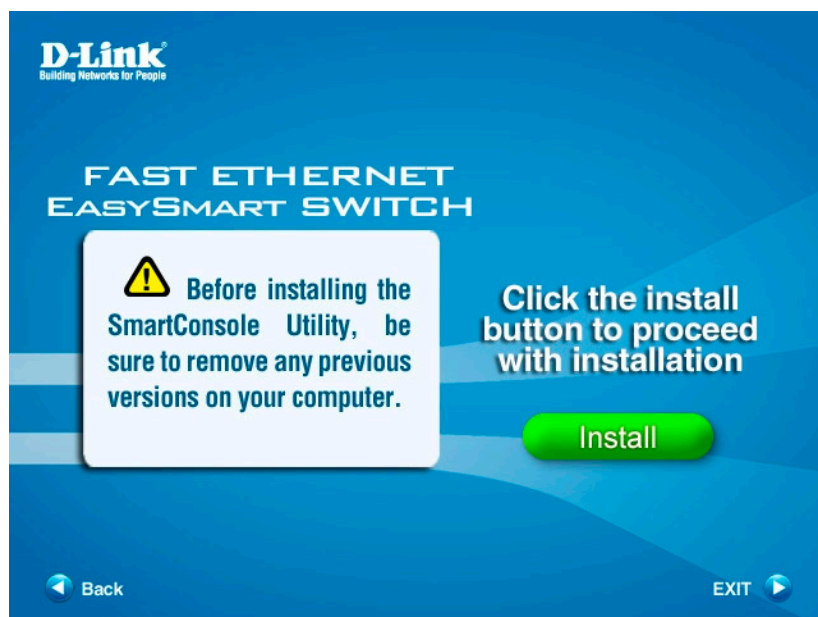 D-Link
Building Networks for People
FAST ETHERNET
EASYSMART SWITCH
Before installing the
SmartConsole Utility, be
sure to remove any previous
versions on your computer.
Click the install
button to proceed
with installation
Install
Back
EXIT